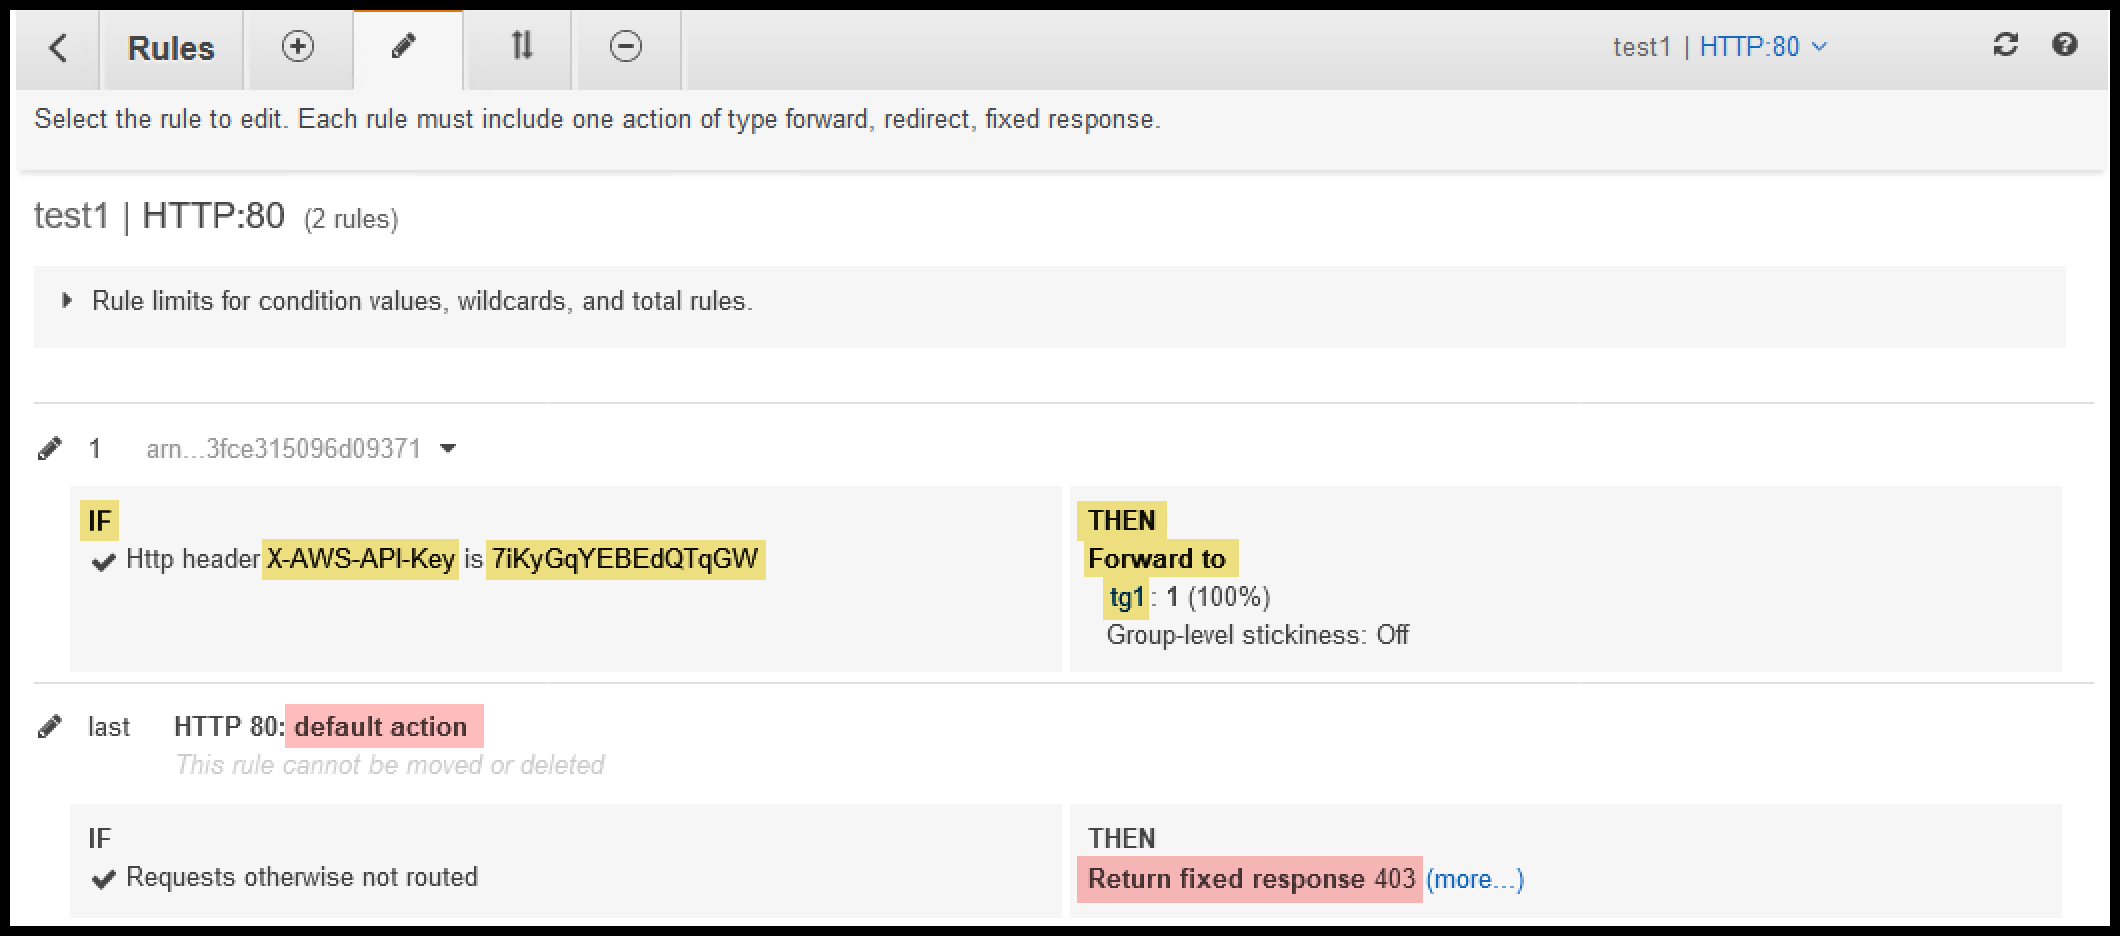 Rules
test1 | HTTP:80
Select the rule to edit. Each rule must include one action of type forward, redirect, fixed response.
test1 | HTTP:80 (2 rules)
Rule limits for condition values, wildcards, and total rules.
1 arn...3fce315096d09371
IF
Http header X-AWS-API-Key is 7iKyGqYEBEdQTqGW
THEN
Forward to
tg1: 1 (100%)
Group-level stickiness: Off
last HTTP 80: default action
This rule cannot be moved or deleted
IF
Requests otherwise not routed
THEN
Return fixed response 403 (more...)